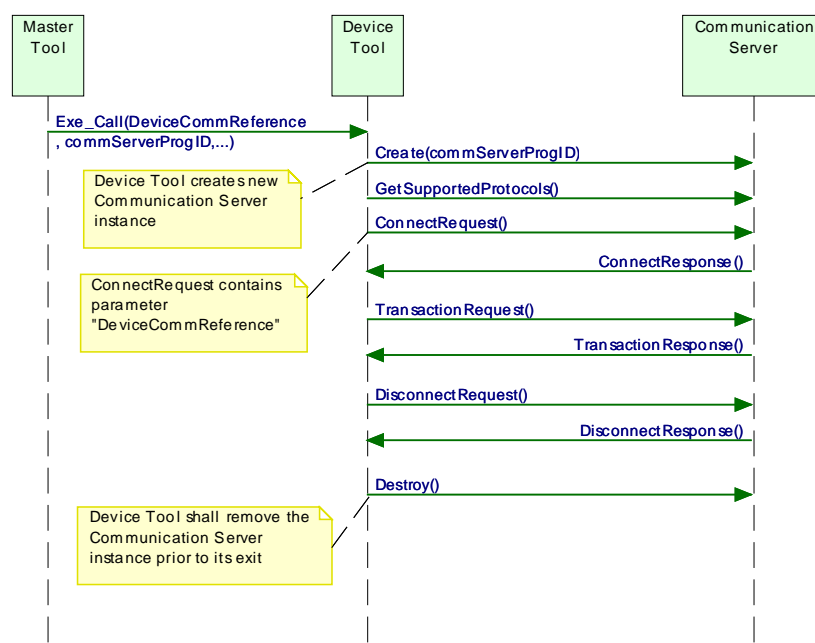 Master
Tool
Device
Tool
Communication
Server
Exe_Call(DeviceCommReference
, commServerProgID,...)
Create(commServerProgID)
Device Tool creates new
Communication Server
instance
GetSupportedProtocols()
ConnectRequest()
ConnectResponse()
ConnectRequest contains
parameter
"DeviceCommReference"
TransactionRequest()
TransactionResponse()
DisconnectRequest()
DisconnectResponse()
Destroy()
Device Tool shall remove the
Communication Server
instance prior to its exit